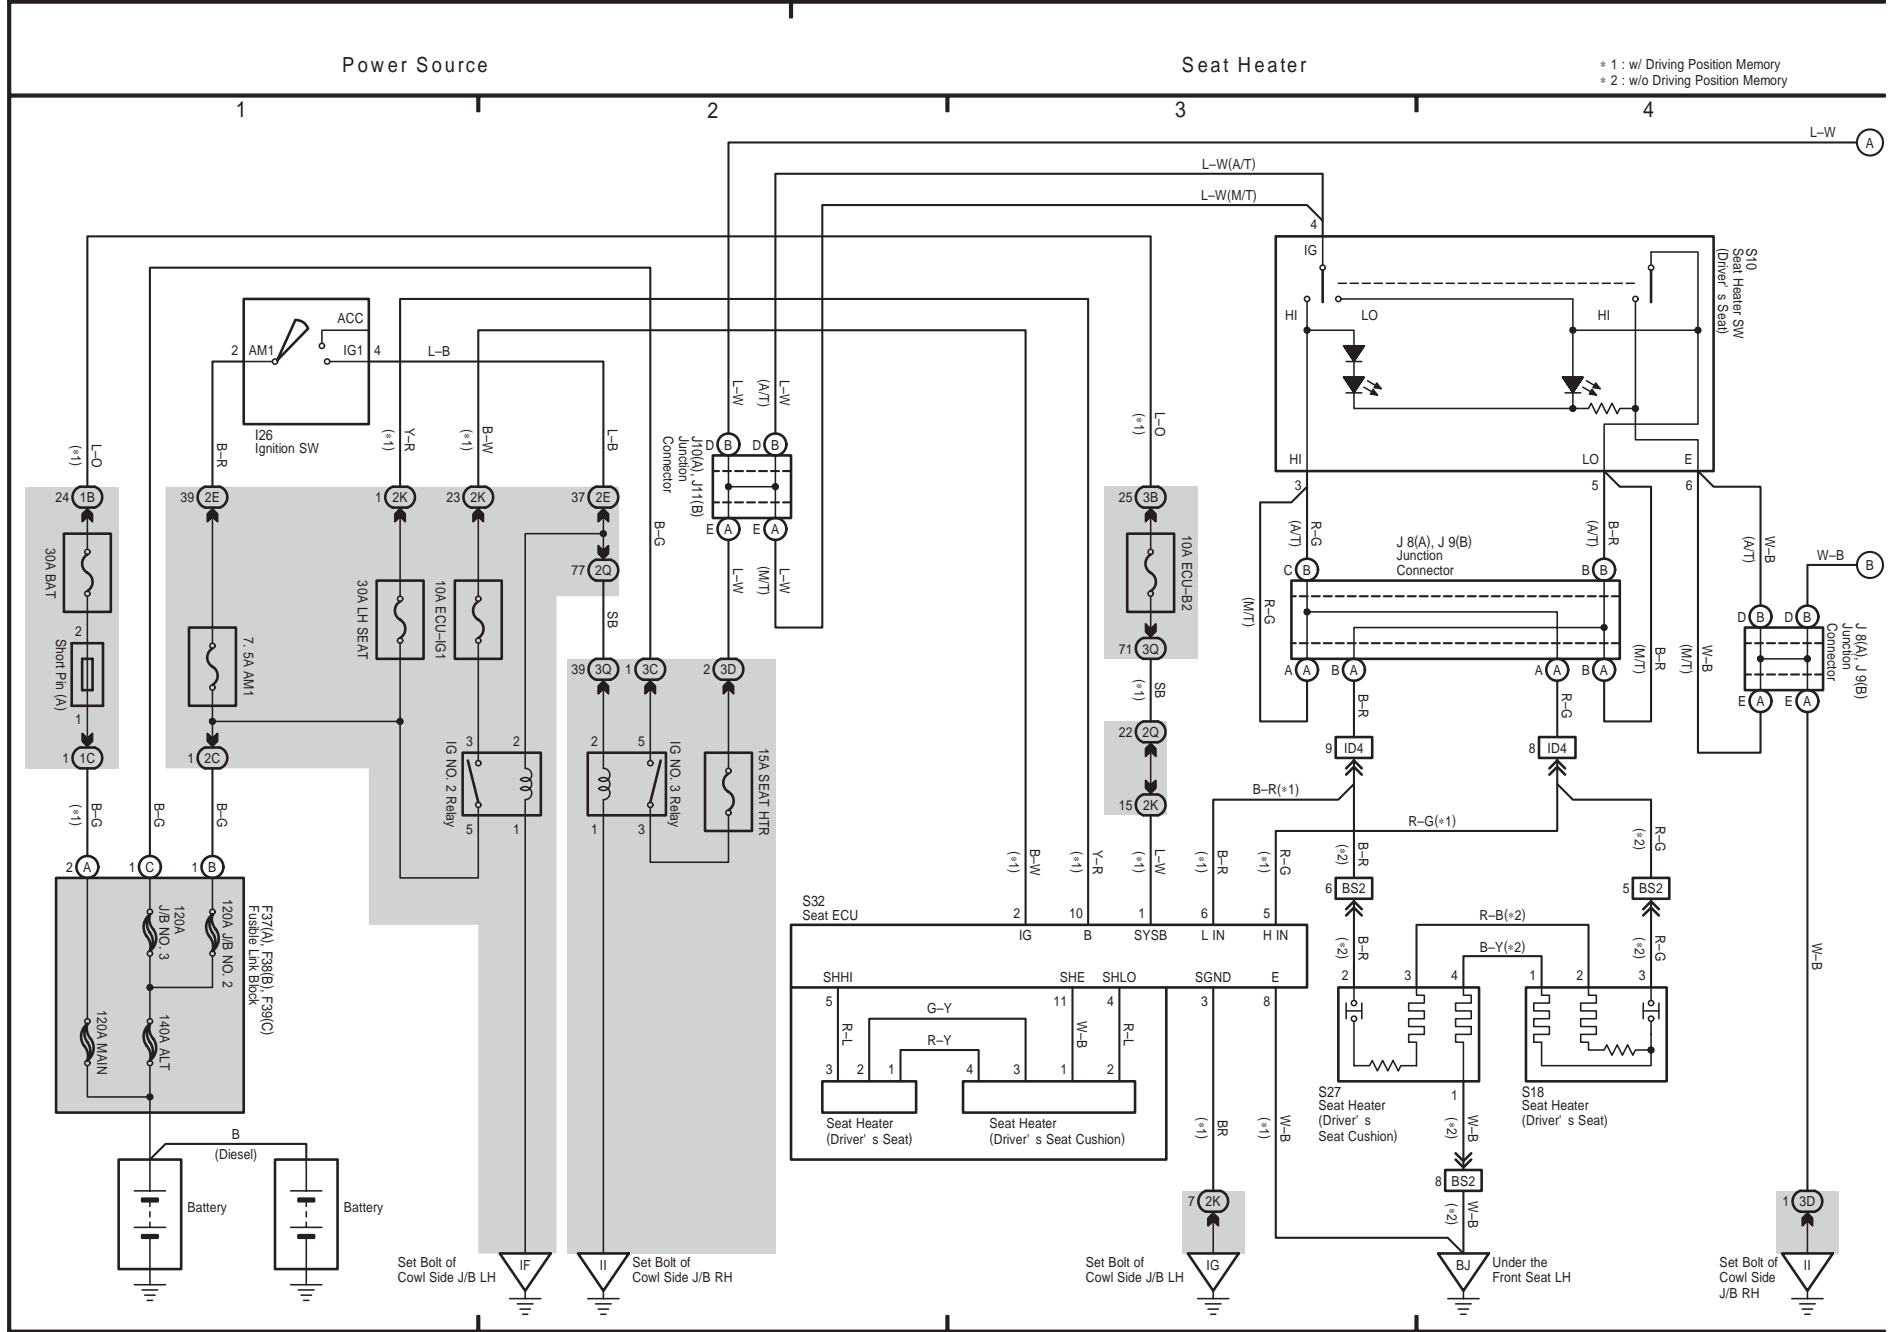 Power Source
Seat Heater
* 1 : w/ Driving Position Memory
* 2 : w/o Driving Position Memory
1
2
3
4
L–W
A
L–W(A/T)
L–W(M/T)
4
IG
HI
LO
HI
HI
LO
E
3
5
6
S10
Seat Heater SW
(Driver' s Seat)
2
AM1
ACC
IG1
4
L–B
I26
Ignition SW
L–O
(*1)
B–R
Y–R
(*1)
B–W
(*1)
L–B
B–G
L–W
L–W
(A/T)
L–O
(*1)
24 1B
39 2E
1 2K
23 2K
37 2E
77 2Q
SB
39 3Q
1 3C
2 3D
D B
D B
J10(A), J11(B)
Junction
Connector
E A
E A
L–W
L–W
(M/T)
30A BAT
2
Short Pin (A)
1
1 1C
7. 5A AM1
1 2C
30A LH SEAT
10A ECU–IG1
3
2
IG NO. 2 Relay
5
1
2
5
IG NO. 3 Relay
1
3
15A SEAT HTR
25 3B
10A ECU–B2
71 3Q
SB
(*1)
22 2Q
15 2K
R–G
(A/T)
B–R
(A/T)
R–G
(M/T)
B–R
(M/T)
W–B
(A/T)
W–B
(M/T)
J 8(A), J 9(B)
Junction
Connector
C B
B B
A A
B A
A A
B A
B–R
R–G
9 ID4
8 ID4
W–B
B
D B
D B
J 8(A), J 9(B)
Junction
Connector
E A
E A
B–R(*1)
R–G(*1)
B–G
(*1)
B–G
B–G
2 A
1 C
1 B
120A
J/B NO. 3
120A J/B NO. 2
120A MAIN
140A ALT
F37(A), F38(B), F39(C)
Fusible Link Block
B
(Diesel)
Battery
Battery
Set Bolt of
Cowl Side J/B LH
IF
II
Set Bolt of
Cowl Side J/B RH
B–W
(*1)
Y–R
(*1)
L–W
(*1)
B–R
(*1)
R–G
(*1)
S32
Seat ECU
2
10
1
6
5
IG
B
SYSB
L IN
H IN
SHHI
SHE
SHLO
SGND
E
5
11
4
3
8
R–L
G–Y
R–Y
W–B
R–L
3
2
1
4
3
1
2
Seat Heater
(Driver' s Seat)
Seat Heater
(Driver' s Seat Cushion)
BR
(*1)
W–B
(*1)
7 2K
Set Bolt of
Cowl Side J/B LH
IG
B–R
(*2)
R–G
(*2)
6 BS2
5 BS2
B–R
(*2)
R–G
(*2)
R–B(*2)
B–Y(*2)
2
3
4
1
2
3
S27
Seat Heater
(Driver' s
Seat Cushion)
1
S18
Seat Heater
(Driver' s Seat)
W–B
(*2)
8 BS2
W–B
(*2)
BJ
Under the
Front Seat LH
W–B
1 3D
Set Bolt of
Cowl Side
J/B RH
II